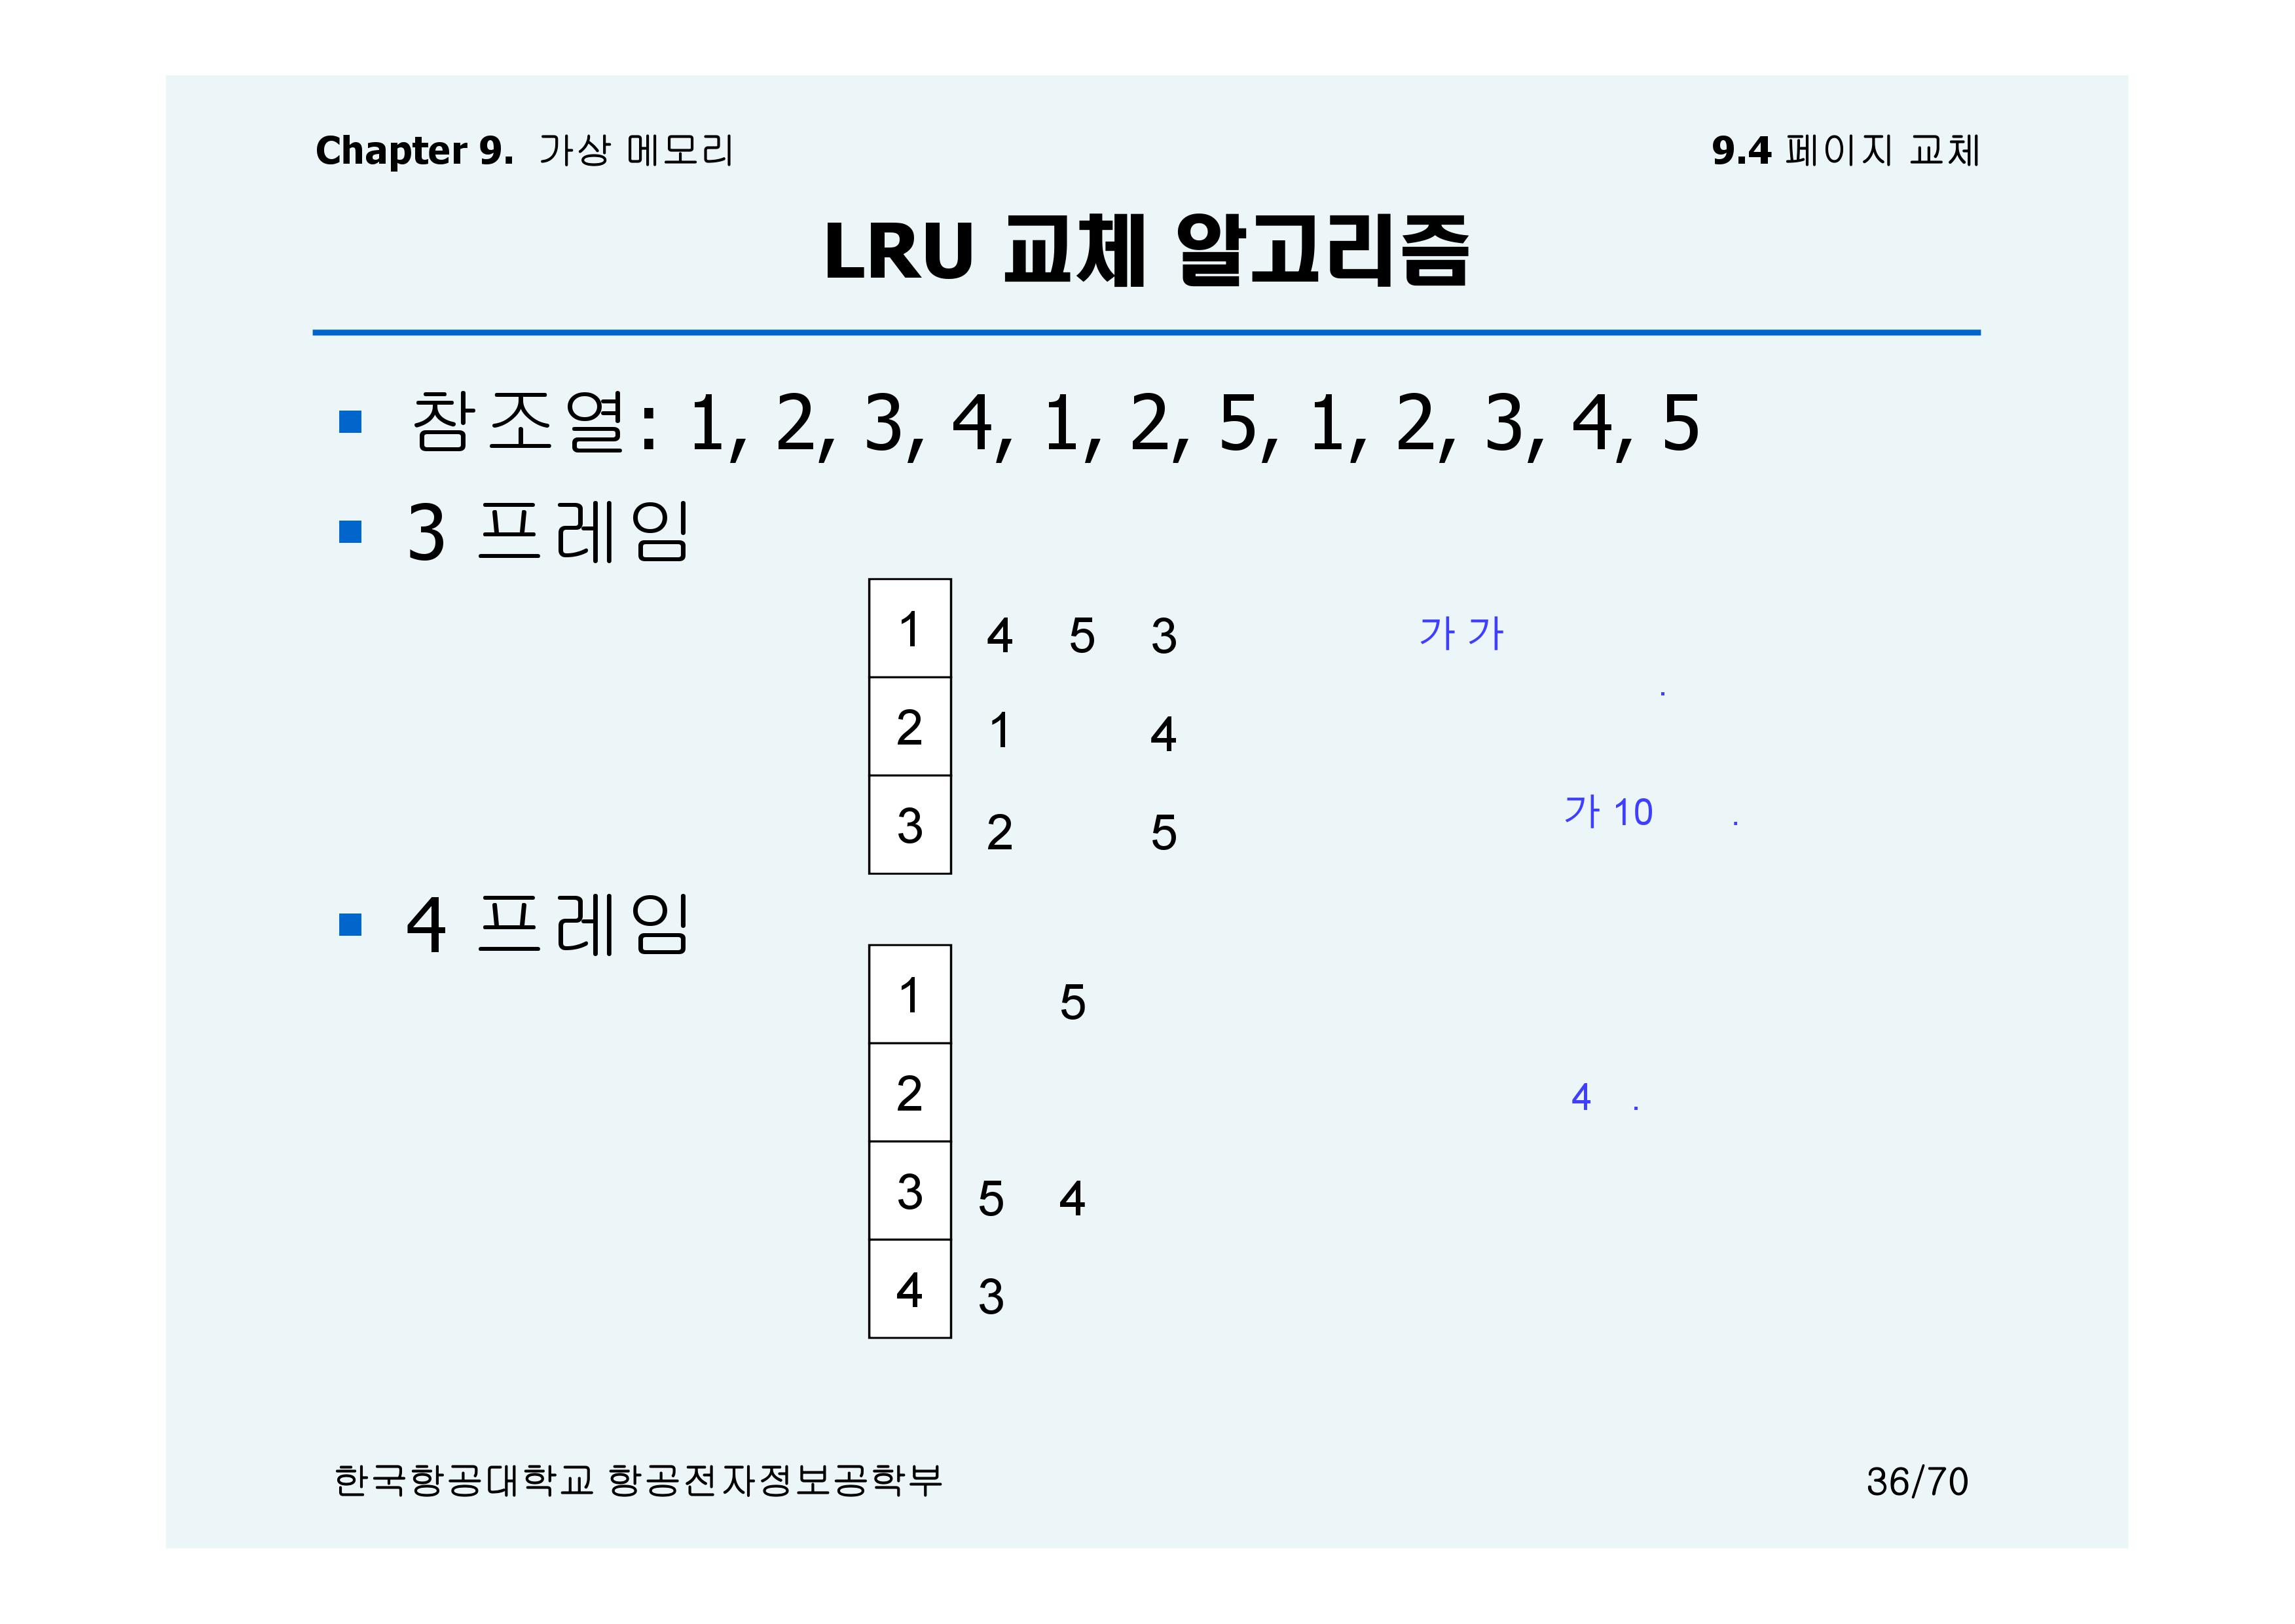 Chapter 9. 가상 메모리
9.4 페이지 교체
LRU 교체 알고리즘
참조열: 1, 2, 3, 4, 1, 2, 5, 1, 2, 3, 4, 5
3 프레임
1 4 5 3
가 가
.
2 1 4
가 10 .
3 2 5
4 프레임
1 5
2
4 .
3 5 4
4 3
한국항공대학교 항공전자정보공학부
36/70